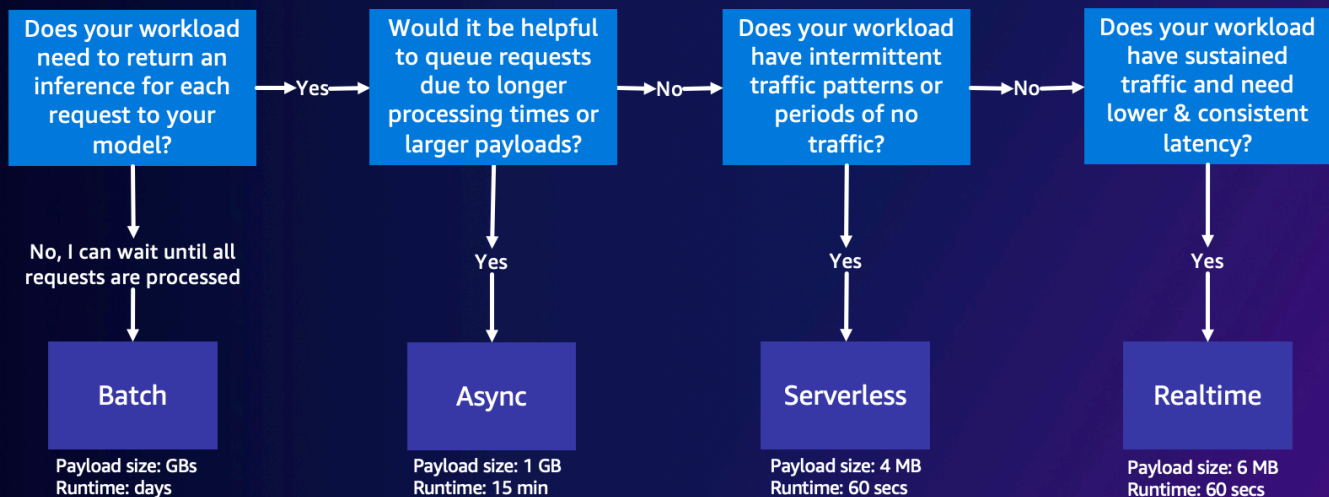 Does your workload
need to return an
inference for each
request to your
model?
Yes
Would it be helpful
to queue requests
due to longer
processing times or
larger payloads?
No
Does your workload
have intermittent
traffic patterns or
periods of no
traffic?
No
Does your workload
have sustained
traffic and need
lower & consistent
latency?
No, I can wait until all
requests are processed
Yes
Yes
Yes
Batch
Async
Serverless
Realtime
Payload size: GBs
Runtime: days
Payload size: 1 GB
Runtime: 15 min
Payload size: 4 MB
Runtime: 60 secs
Payload size: 6 MB
Runtime: 60 secs